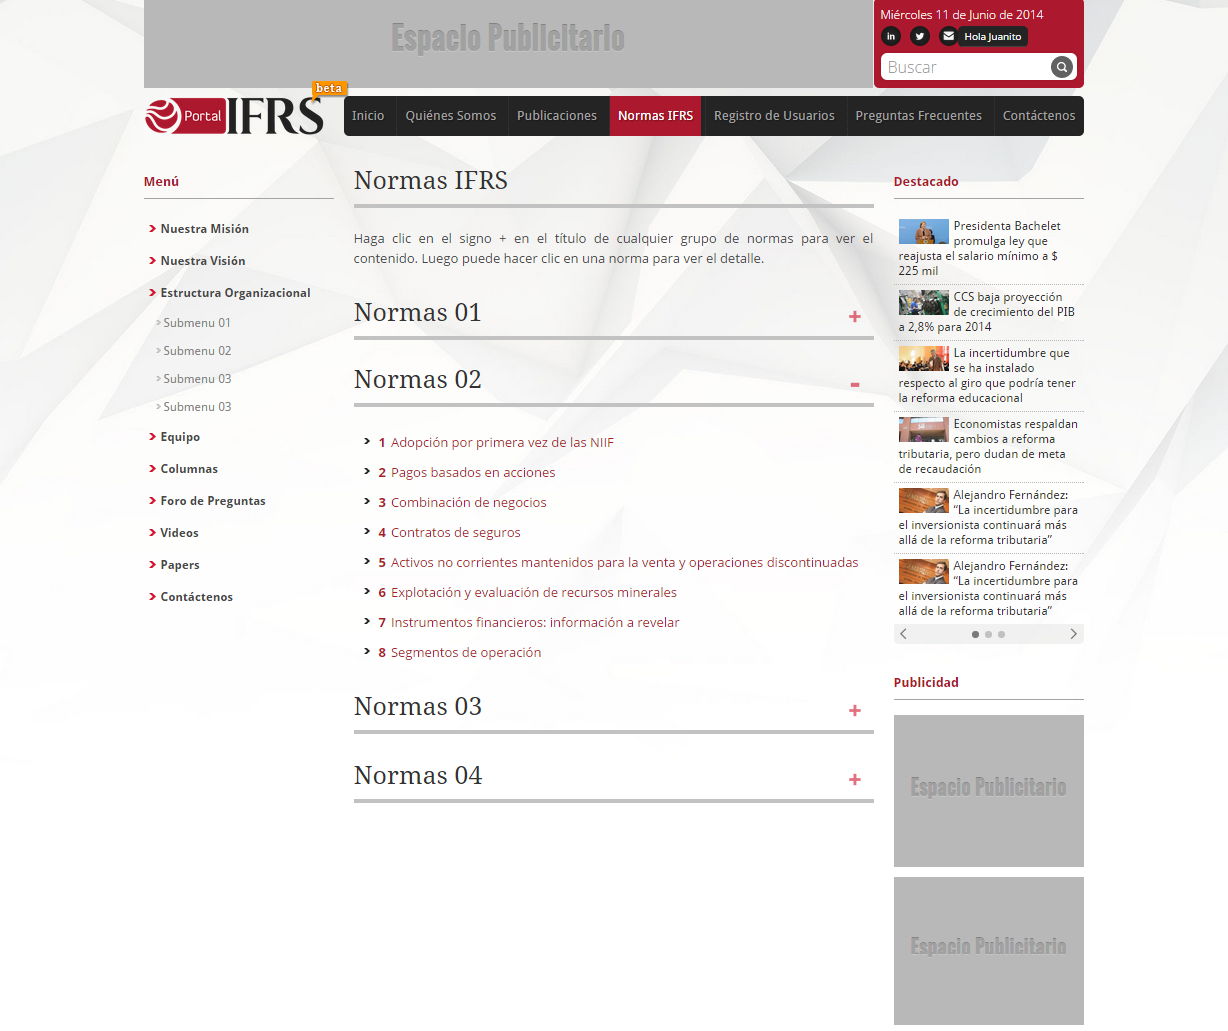 Espacio Publicitario
Miércoles 11 de Junio de 2014
in
Hola Juanito
Buscar
beta
Portal IFRS
Inicio
Quiénes Somos
Publicaciones
Normas IFRS
Registro de Usuarios
Preguntas Frecuentes
Contáctenos
Menú
Nuestra Misión
Nuestra Visión
Estructura Organizacional
Submenu 01
Submenu 02
Submenu 03
Submenu 03
Equipo
Columnas
Foro de Preguntas
Videos
Papers
Contáctenos
Normas IFRS
Haga clic en el signo + en el título de cualquier grupo de normas para ver el
contenido. Luego puede hacer clic en una norma para ver el detalle.
Normas 01 +
Normas 02 -
1 Adopción por primera vez de las NIIF
2 Pagos basados en acciones
3 Combinación de negocios
4 Contratos de seguros
5 Activos no corrientes mantenidos para la venta y operaciones discontinuadas
6 Explotación y evaluación de recursos minerales
7 Instrumentos financieros: información a revelar
8 Segmentos de operación
Normas 03 +
Normas 04 +
Destacado
Presidenta Bachelet
promulga ley que
reajusta el salario mínimo a $
225 mil
CCS baja proyección
de crecimiento del PIB
a 2,8% para 2014
La incertidumbre que
se ha instalado
respecto al giro que podría tener
la reforma educacional
Economistas respaldan
cambios a reforma
tributaria, pero dudan de meta
de recaudación
Alejandro Fernández:
“La incertidumbre para
el inversionista continuará más
allá de la reforma tributaria”
Alejandro Fernández:
“La incertidumbre para
el inversionista continuará más
allá de la reforma tributaria”
Publicidad
Espacio Publicitario
Espacio Publicitario